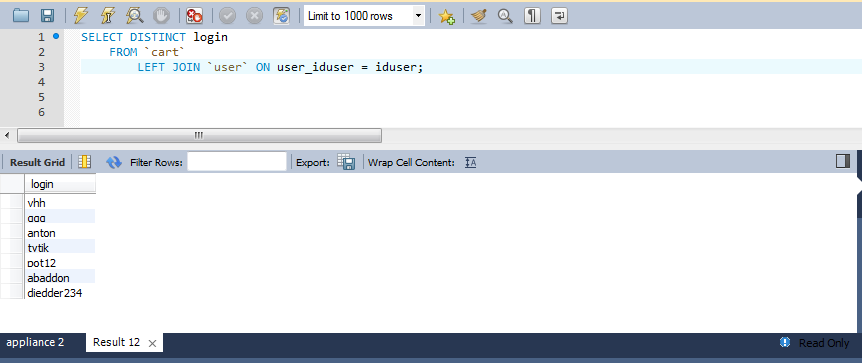 Limit to 1000 rows
1 SELECT DISTINCT login
2 FROM `cart`
3 LEFT JOIN `user` ON user_iduser = iduser;
4
5
6
Result Grid Filter Rows: Export: Wrap Cell Content:
login
vhh
ggg
anton
tvtik
pot12
abaddon
diedder234
appliance 2 Result 12 Read Only